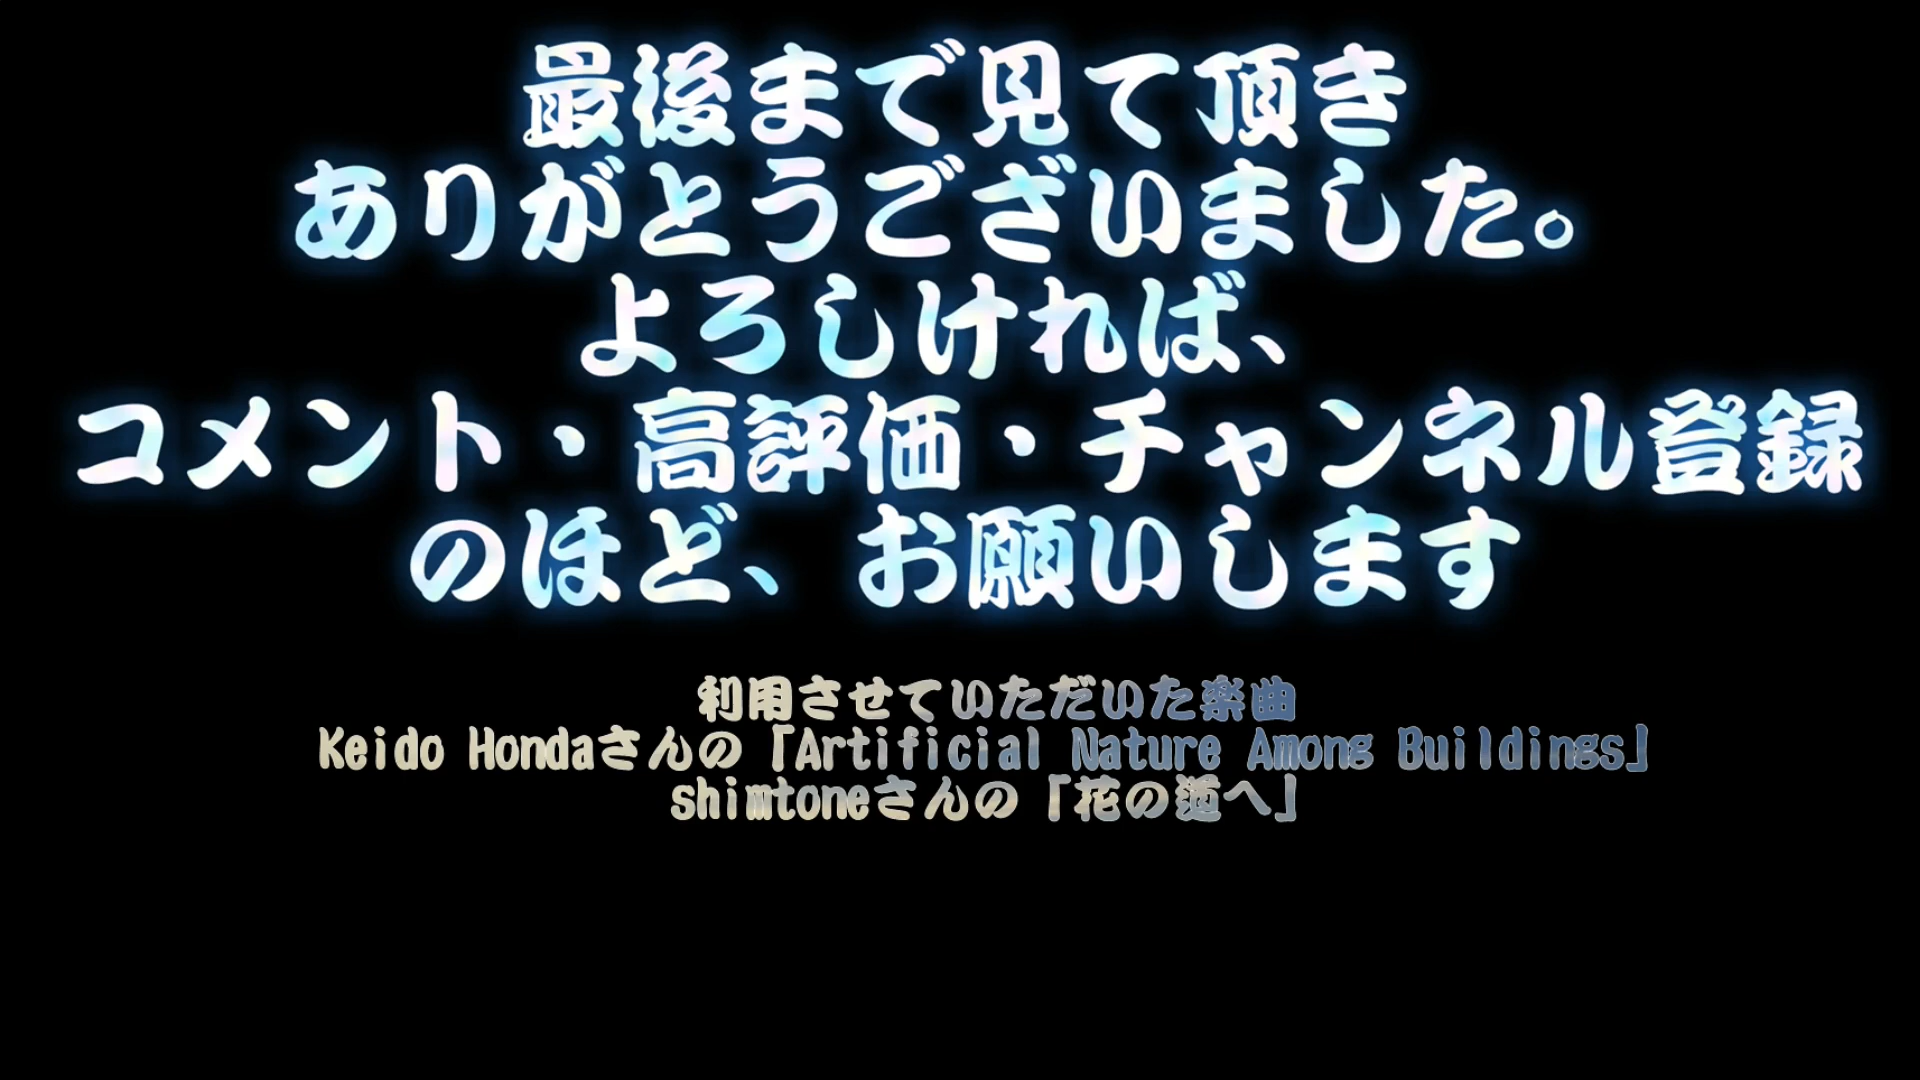 最後まで見て頂き
ありがとうございました。
よろしければ、
コメント・高評価・チャンネル登録
のほど、お願いします
利用させていただいた楽曲
Keido Hondaさんの「Artificial Nature Among Buildings」
shimtoneさんの「花の道へ」